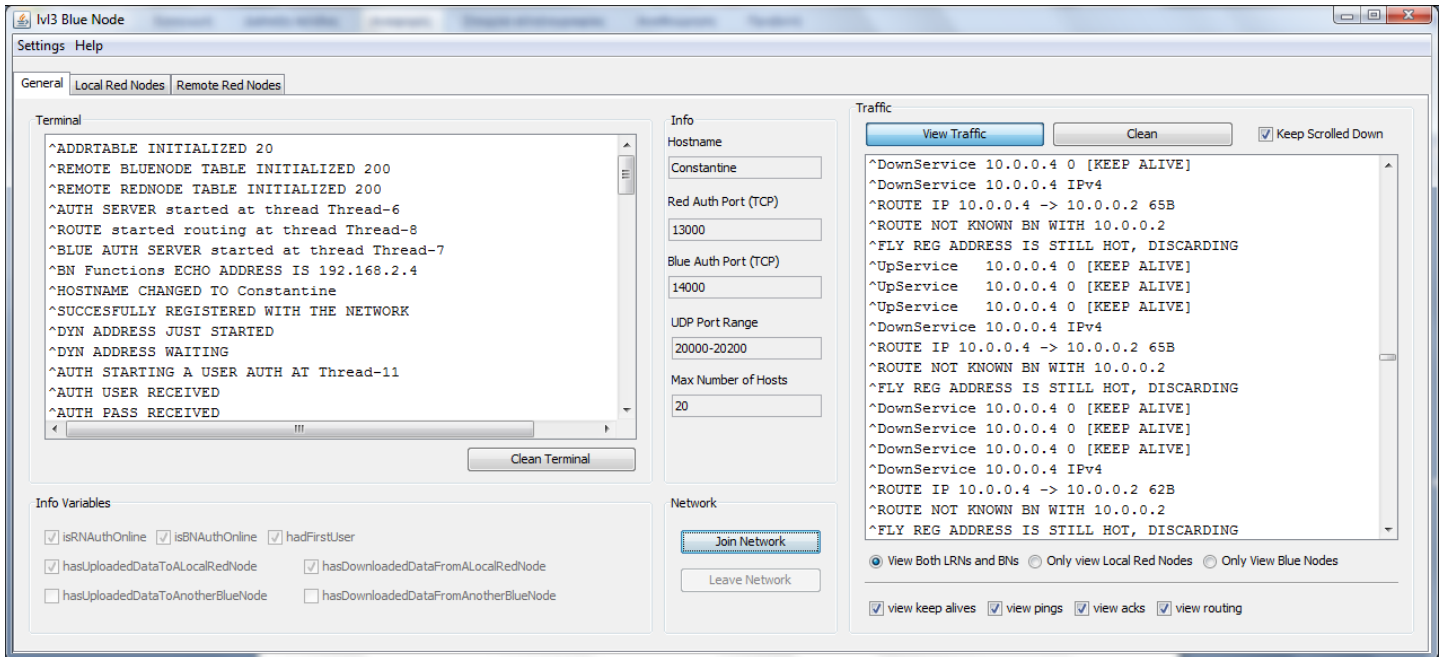 lvl3 Blue Node
Settings Help
General Local Red Nodes Remote Red Nodes
Terminal
^ADDRTABLE INITIALIZED 20
^REMOTE BLUENODE TABLE INITIALIZED 200
^REMOTE REDNODE TABLE INITIALIZED 200
^AUTH SERVER started at thread Thread-6
^ROUTE started routing at thread Thread-8
^BLUE AUTH SERVER started at thread Thread-7
^BN Functions ECHO ADDRESS IS 192.168.2.4
^HOSTNAME CHANGED TO Constantine
^SUCCESFULLY REGISTERED WITH THE NETWORK
^DYN ADDRESS JUST STARTED
^DYN ADDRESS WAITING
^AUTH STARTING A USER AUTH AT Thread-11
^AUTH USER RECEIVED
^AUTH PASS RECEIVED
Clean Terminal
Info
Hostname
Constantine
Red Auth Port (TCP)
13000
Blue Auth Port (TCP)
14000
UDP Port Range
20000-20200
Max Number of Hosts
20
Traffic
View Traffic Clean Keep Scrolled Down
^DownService 10.0.0.4 0 [KEEP ALIVE]
^DownService 10.0.0.4 IPv4
^ROUTE IP 10.0.0.4 -> 10.0.0.2 65B
^ROUTE NOT KNOWN BN WITH 10.0.0.2
^FLY REG ADDRESS IS STILL HOT, DISCARDING
^UpService 10.0.0.4 0 [KEEP ALIVE]
^UpService 10.0.0.4 0 [KEEP ALIVE]
^UpService 10.0.0.4 0 [KEEP ALIVE]
^DownService 10.0.0.4 IPv4
^ROUTE IP 10.0.0.4 -> 10.0.0.2 65B
^ROUTE NOT KNOWN BN WITH 10.0.0.2
^FLY REG ADDRESS IS STILL HOT, DISCARDING
^DownService 10.0.0.4 0 [KEEP ALIVE]
^DownService 10.0.0.4 0 [KEEP ALIVE]
^DownService 10.0.0.4 0 [KEEP ALIVE]
^DownService 10.0.0.4 IPv4
^ROUTE IP 10.0.0.4 -> 10.0.0.2 62B
^ROUTE NOT KNOWN BN WITH 10.0.0.2
^FLY REG ADDRESS IS STILL HOT, DISCARDING
View Both LRNs and BNs Only view Local Red Nodes Only View Blue Nodes
view keep alives view pings view acks view routing
Info Variables
isRNAuthOnline isBNAuthOnline hadFirstUser
hasUploadedDataToALocalRedNode hasDownloadedDataFromALocalRedNode
hasUploadedDataToAnotherBlueNode hasDownloadedDataFromAnotherBlueNode
Network
Join Network
Leave Network